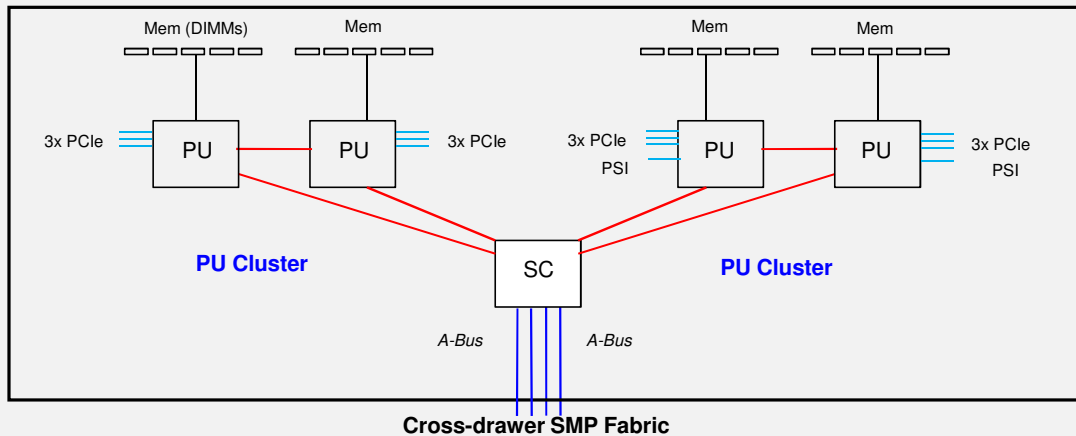 Mem (DIMMs)
Mem
Mem
Mem
3x PCIe
PU
PU
3x PCIe
3x PCIe
PSI
PU
PU
3x PCIe
PSI
PU Cluster
SC
PU Cluster
A-Bus
A-Bus
Cross-drawer SMP Fabric